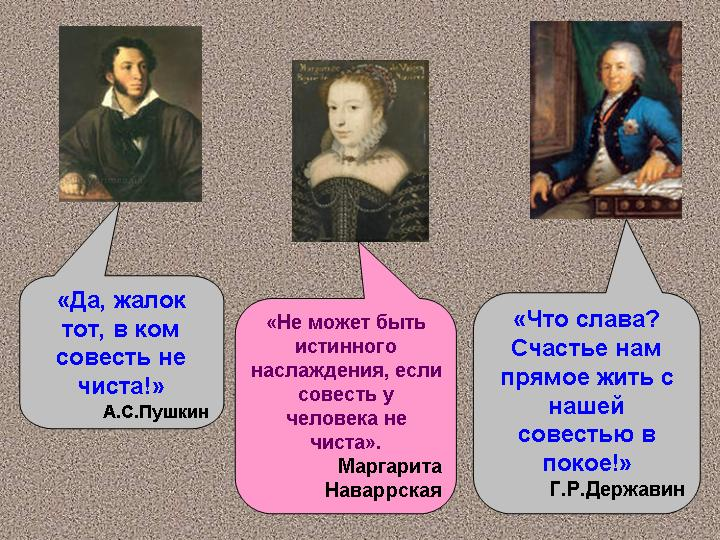 «Да, жалок
тот, в ком
совесть не
чиста!»
А.С.Пушкин
«Не может быть
истинного
наслаждения, если
совесть у
человека не
чиста».
Маргарита
Наваррская
«Что слава?
Счастье нам
прямое жить с
нашей
совестью в
покое!»
Г.Р.Державин